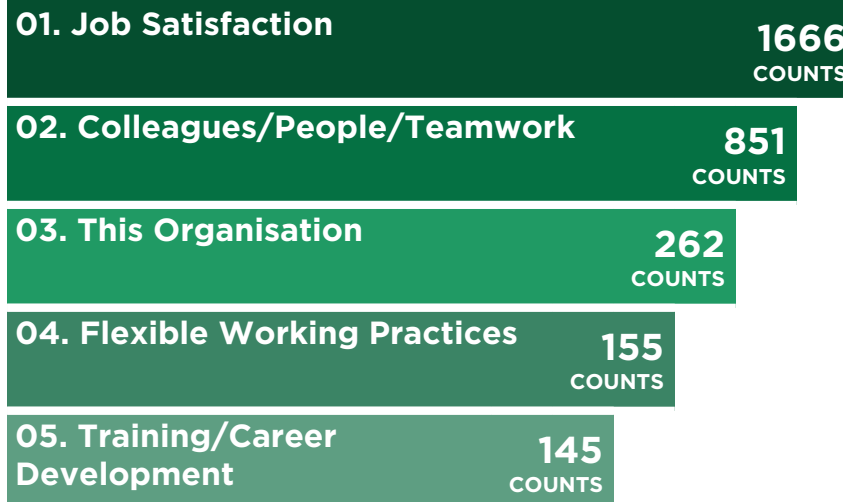 01. Job Satisfaction
1666
COUNTS
02. Colleagues/People/Teamwork
851
COUNTS
03. This Organisation
262
COUNTS
04. Flexible Working Practices
155
COUNTS
05. Training/Career
Development
145
COUNTS